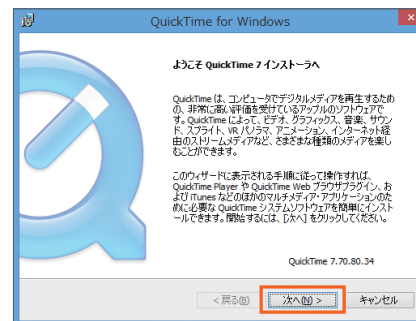 QuickTime for Windows
ようこそ QuickTime 7 インストーラへ
QuickTime は、コンピュータでデジタルメディアを再生するため
の、非常に高い評価を受けているアップルのソフトウェアで
す。QuickTime によって、ビデオ、グラフィックス、音楽、サウン
ド、スプライト、VR パノラマ、アニメーション、インターネット経
由のストリームメディアなど、さまざまな種類のメディアを楽し
むことができます。
このウィザードに表示される手順に従って操作すれば、
QuickTime Player や QuickTime Web ブラウザプラグイン、お
よび iTunes などのほかのマルチメディア・アプリケーションのた
めに必要な QuickTime システムソフトウェアを簡単にインスト
ールできます。開始するには、[次へ] をクリックしてください。
QuickTime 7.70.80.34
< 戻る(B)
次へ(N) >
キャンセル